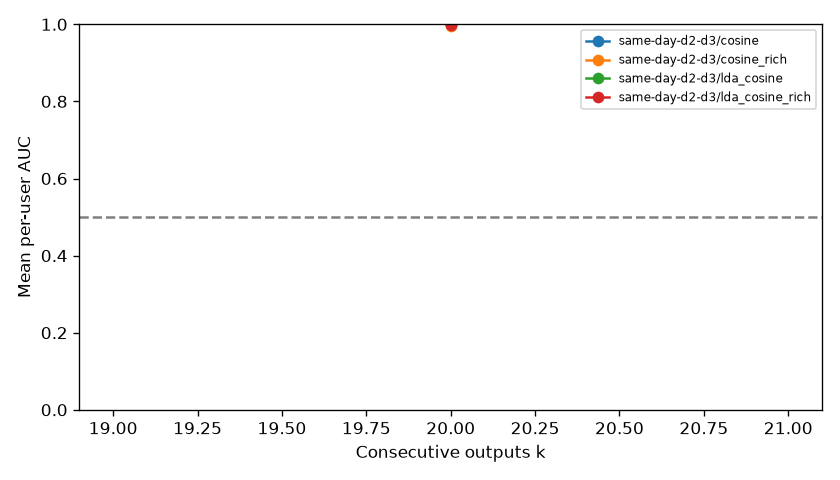 1.0
0.8
0.6
0.4
0.2
0.0
Mean per-user AUC
same-day-d2-d3/cosine
same-day-d2-d3/cosine_rich
same-day-d2-d3/lda_cosine
same-day-d2-d3/lda_cosine_rich
19.00 19.25 19.50 19.75 20.00 20.25 20.50 20.75 21.00
Consecutive outputs k